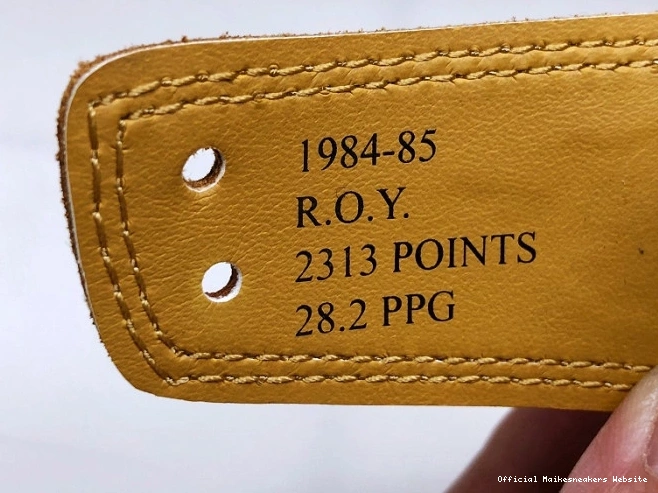 1984-85
R.O.Y.
2313 POINTS
28.2 PPG
Official Maikesneakers Website